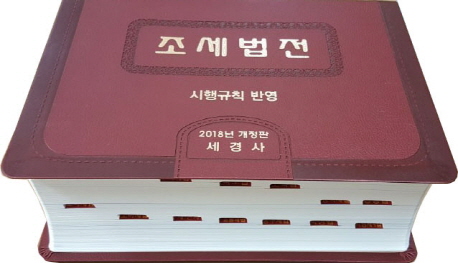 조세법전
시행규칙 반영
2018년 개정판
세경사